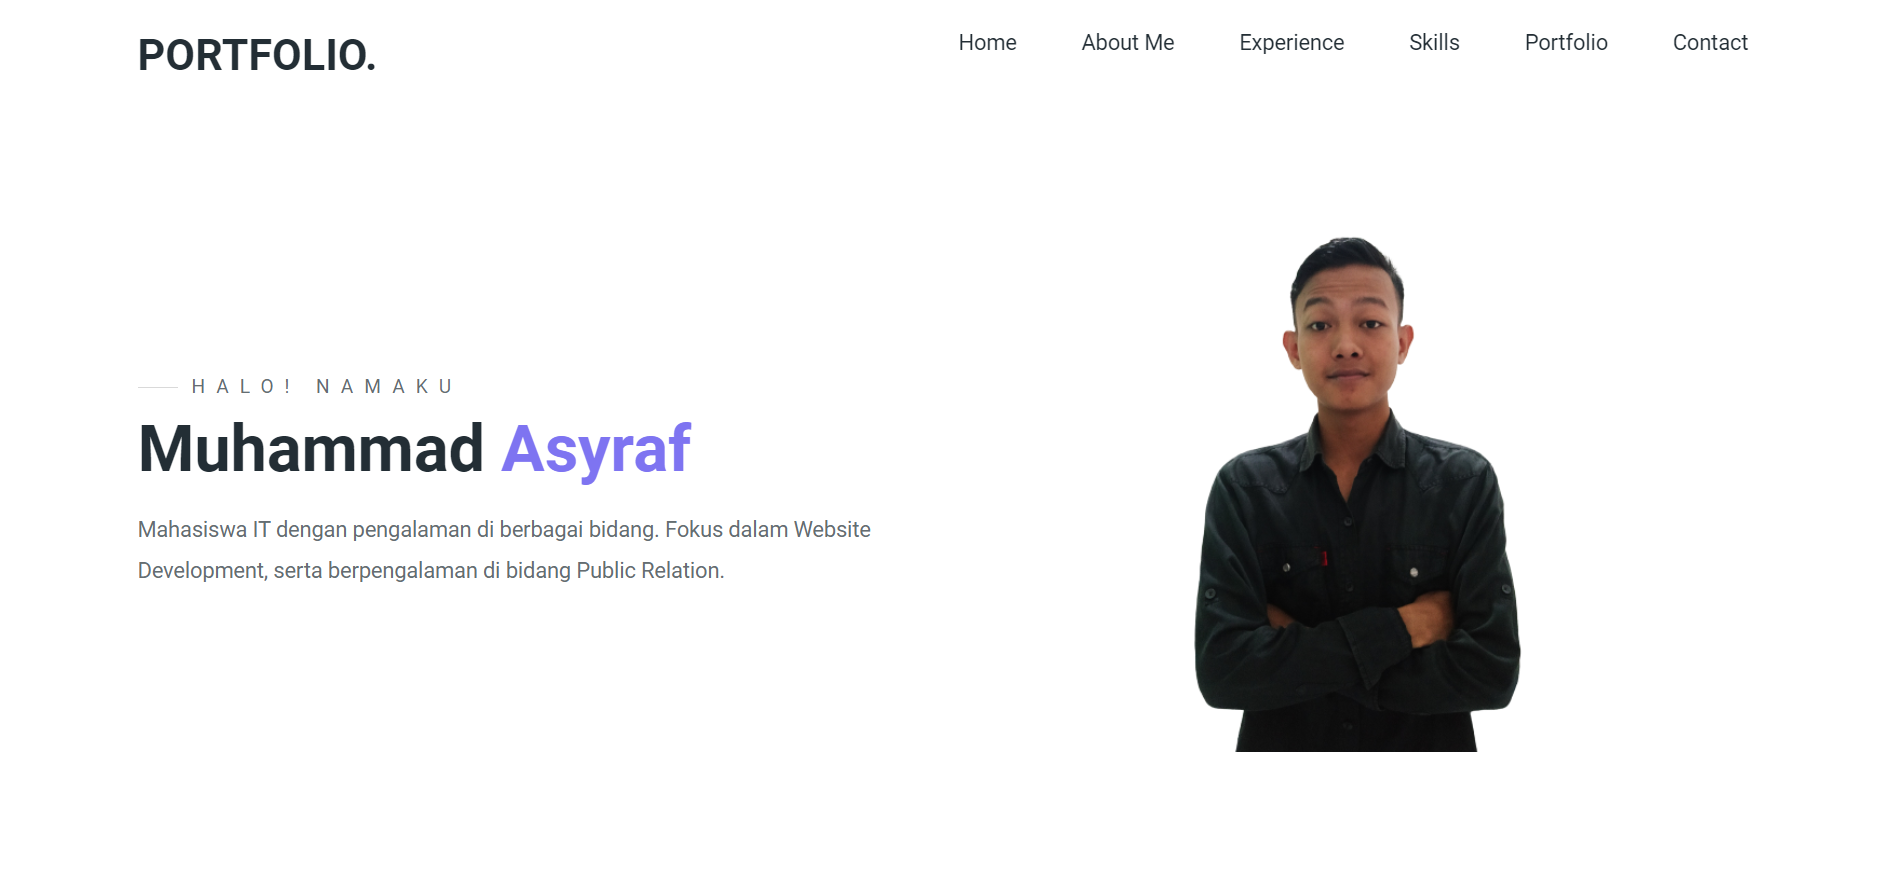 PORTFOLIO.
Home About Me Experience Skills Portfolio Contact
HALO! NAMAKU
Muhammad Asyraf
Mahasiswa IT dengan pengalaman di berbagai bidang. Fokus dalam Website
Development, serta berpengalaman di bidang Public Relation.